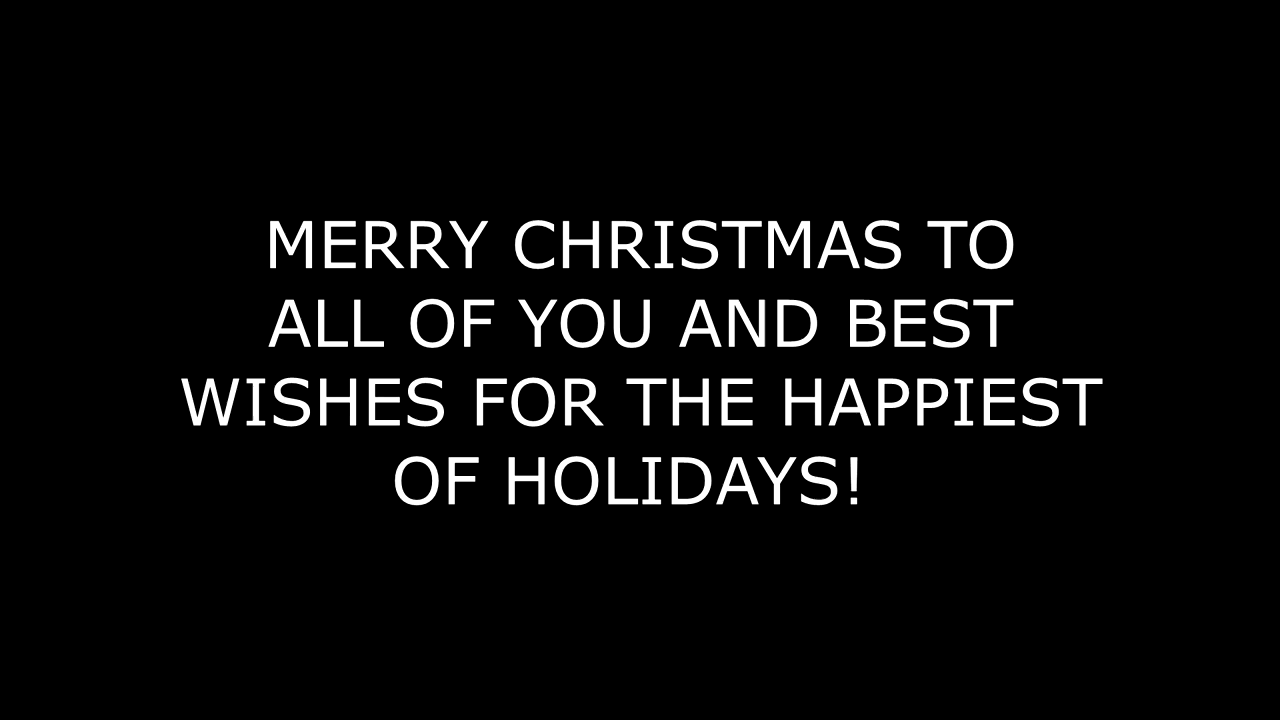 MERRY CHRISTMAS TO
ALL OF YOU AND BEST
WISHES FOR THE HAPPIEST
OF HOLIDAYS!